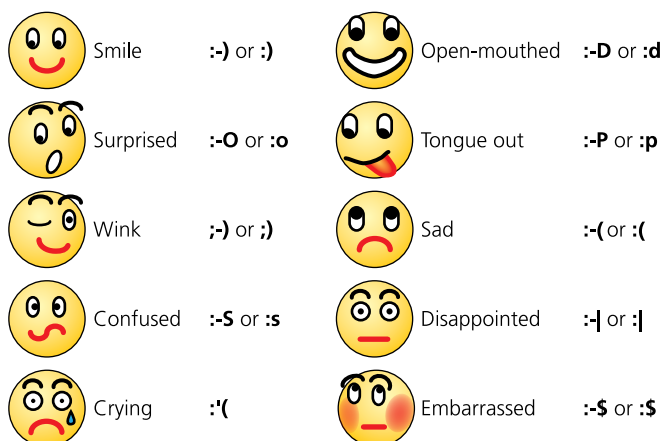 Smile :-) or :) Open-mouthed :-D or :d
Surprised :-O or :o Tongue out :-P or :p
Wink ;-) or ;) Sad :-( or :(
Confused :-S or :s Disappointed :-| or :|
Crying :'( Embarrassed :-$ or :$